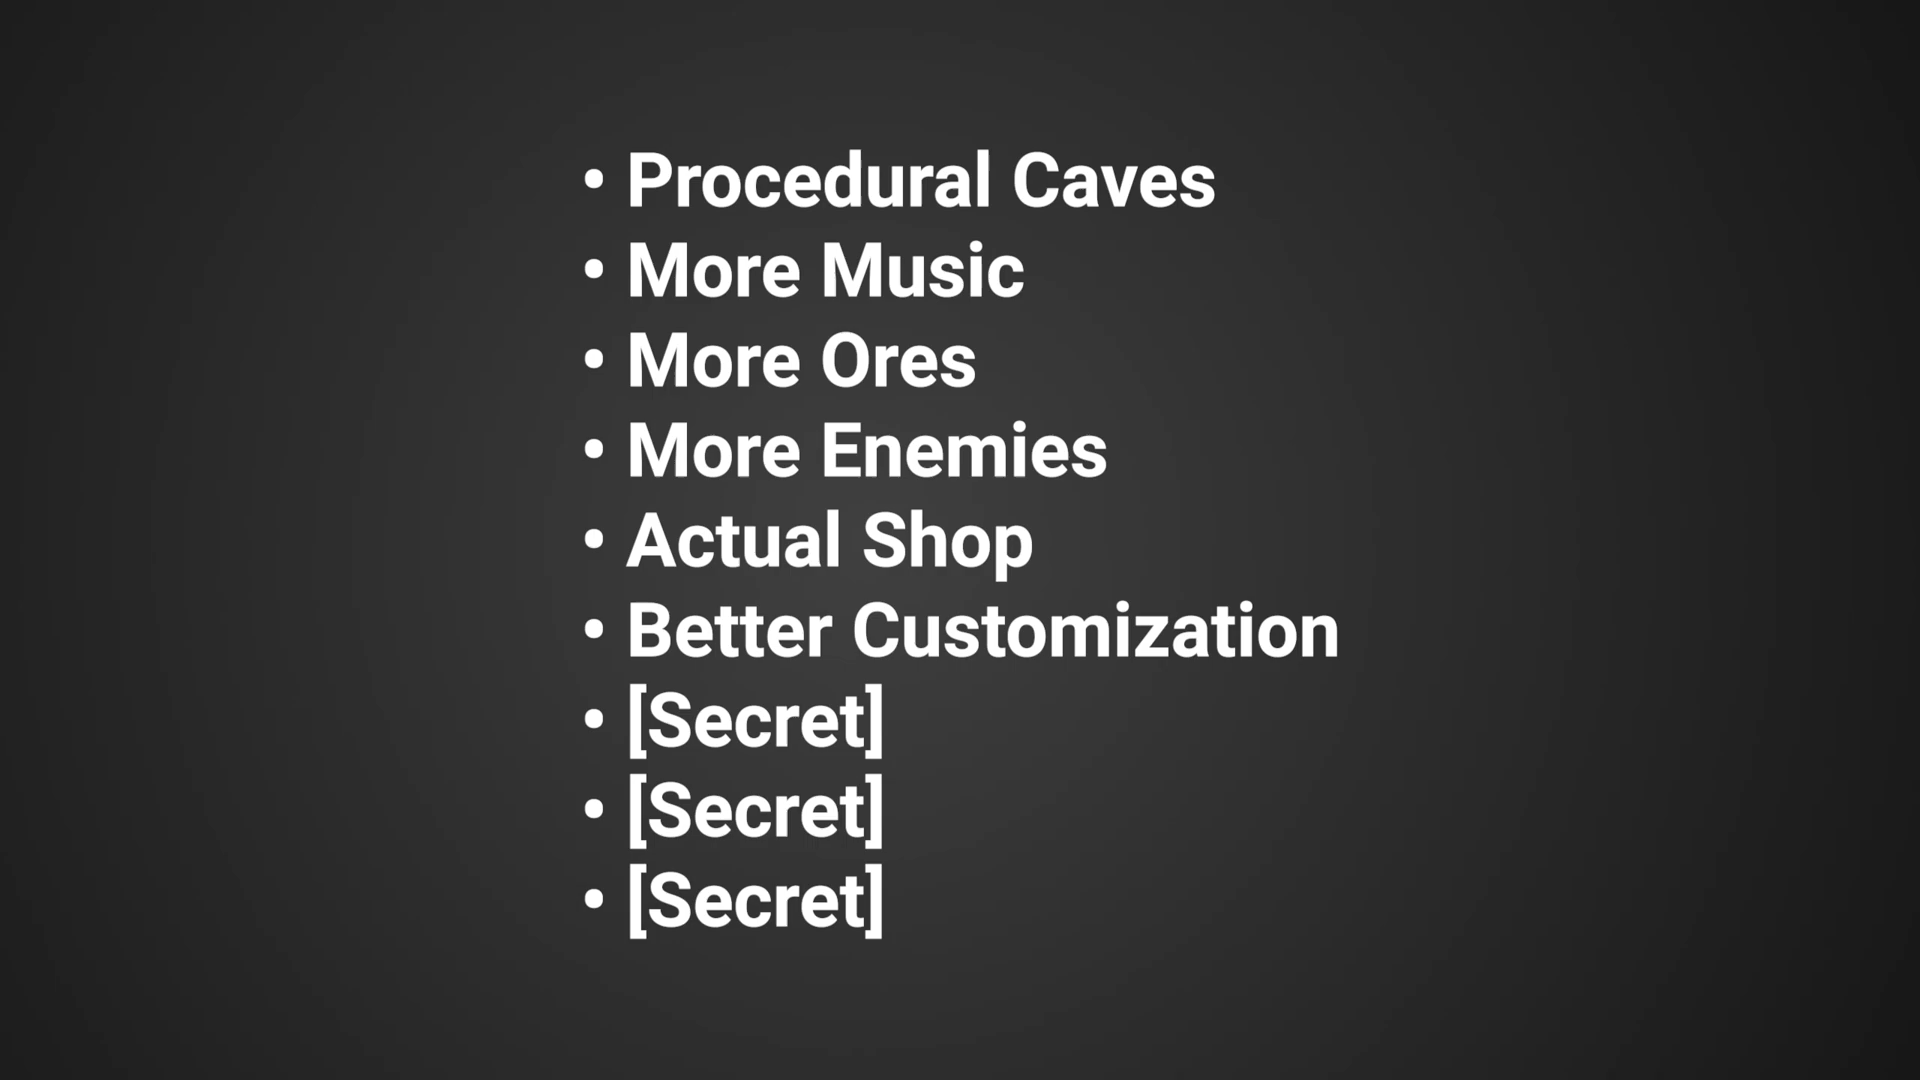 • Procedural Caves
• More Music
• More Ores
• More Enemies
• Actual Shop
• Better Customization
• [Secret]
• [Secret]
• [Secret]